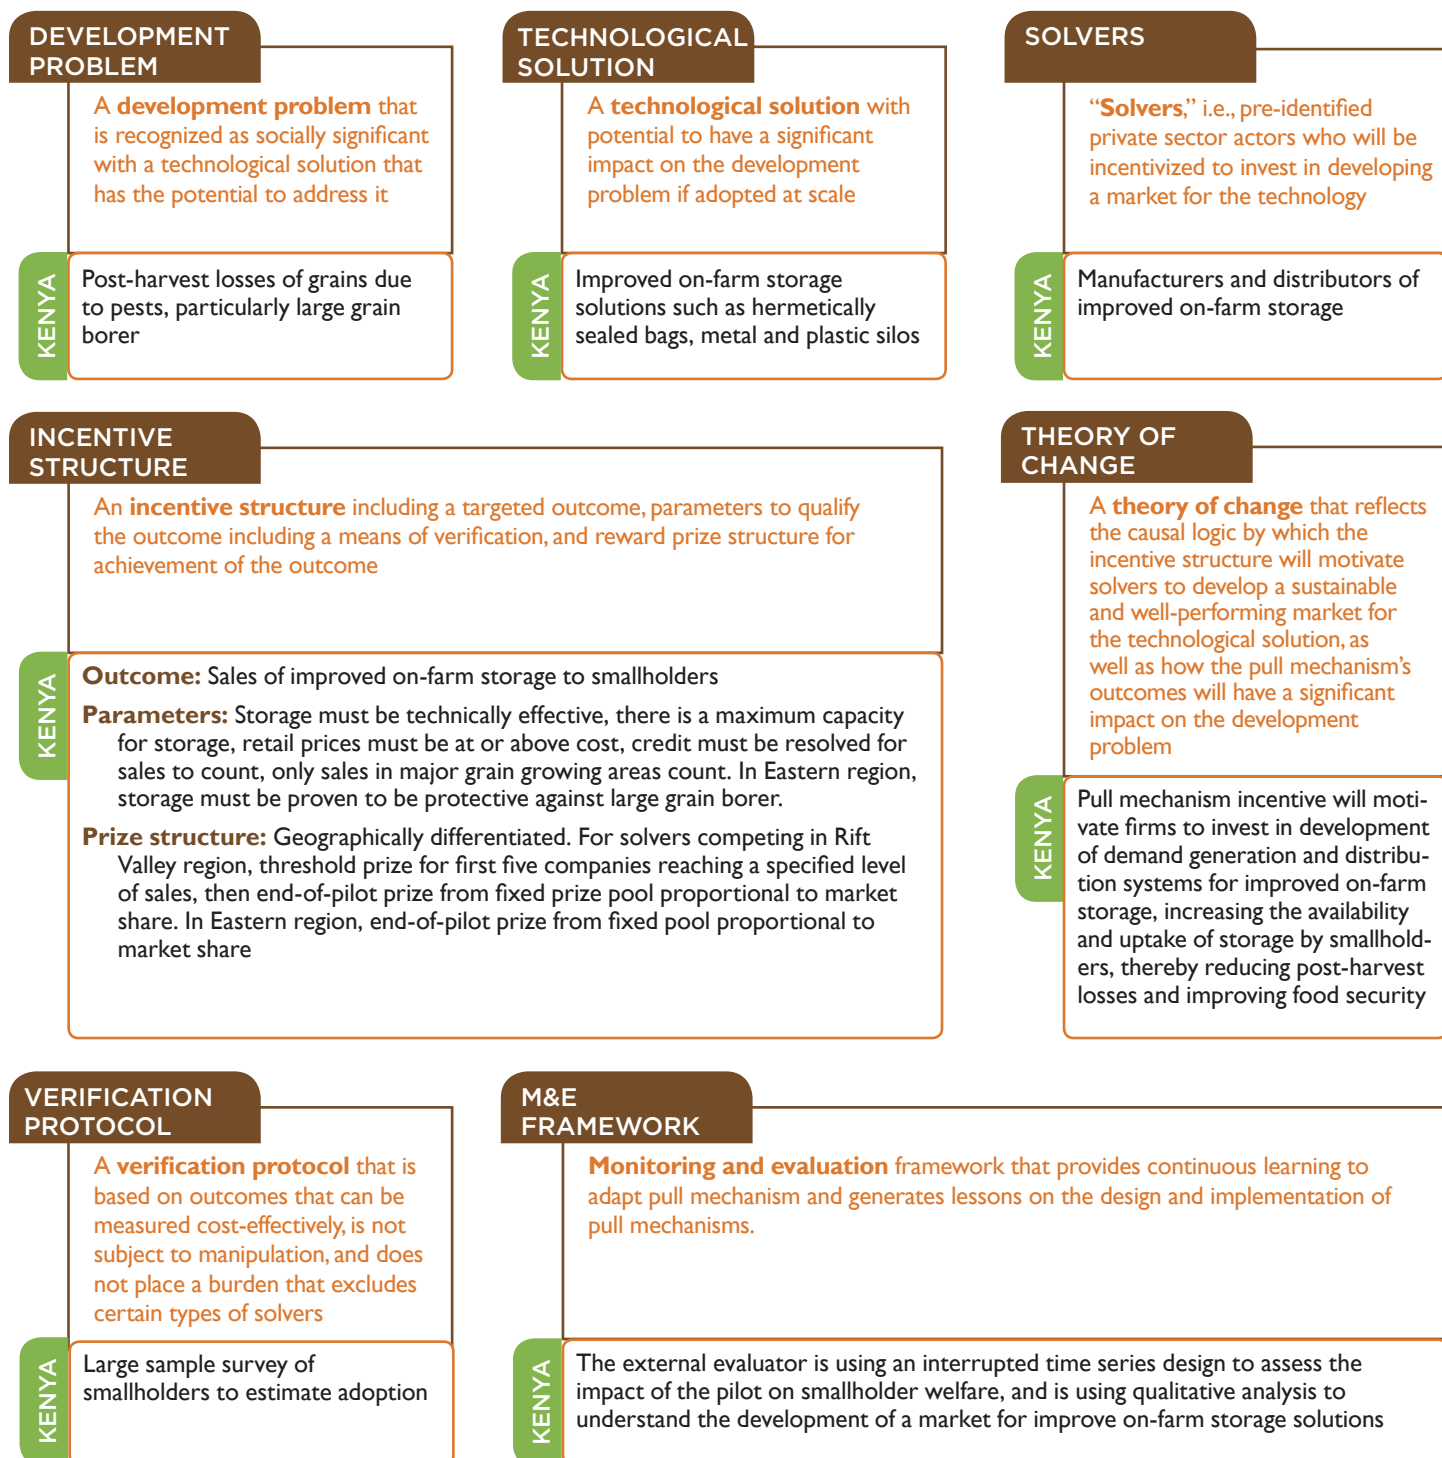 DEVELOPMENT
PROBLEM
A development problem that
is recognized as socially significant
with a technological solution that
has the potential to address it
KENYA
Post-harvest losses of grains due
to pests, particularly large grain
borer
TECHNOLOGICAL
SOLUTION
A technological solution with
potential to have a significant
impact on the development
problem if adopted at scale
KENYA
Improved on-farm storage
solutions such as hermetically
sealed bags, metal and plastic silos
SOLVERS
“Solvers,” i.e., pre-identified
private sector actors who will be
incentivized to invest in developing
a market for the technology
KENYA
Manufacturers and distributors of
improved on-farm storage
INCENTIVE
STRUCTURE
An incentive structure including a targeted outcome, parameters to qualify
the outcome including a means of verification, and reward prize structure for
achievement of the outcome
KENYA
Outcome: Sales of improved on-farm storage to smallholders
Parameters: Storage must be technically effective, there is a maximum capacity
for storage, retail prices must be at or above cost, credit must be resolved for
sales to count, only sales in major grain growing areas count. In Eastern region,
storage must be proven to be protective against large grain borer.
Prize structure: Geographically differentiated. For solvers competing in Rift
Valley region, threshold prize for first five companies reaching a specified level
of sales, then end-of-pilot prize from fixed prize pool proportional to market
share. In Eastern region, end-of-pilot prize from fixed pool proportional to
market share
THEORY OF
CHANGE
A theory of change that reflects
the causal logic by which the
incentive structure will motivate
solvers to develop a sustainable
and well-performing market for
the technological solution, as
well as how the pull mechanism’s
outcomes will have a significant
impact on the development
problem
KENYA
Pull mechanism incentive will moti-
vate firms to invest in development
of demand generation and distribu-
tion systems for improved on-farm
storage, increasing the availability
and uptake of storage by smallhold-
ers, thereby reducing post-harvest
losses and improving food security
VERIFICATION
PROTOCOL
A verification protocol that is
based on outcomes that can be
measured cost-effectively, is not
subject to manipulation, and does
not place a burden that excludes
certain types of solvers
KENYA
Large sample survey of
smallholders to estimate adoption
M&E
FRAMEWORK
Monitoring and evaluation framework that provides continuous learning to
adapt pull mechanism and generates lessons on the design and implementation of
pull mechanisms.
KENYA
The external evaluator is using an interrupted time series design to assess the
impact of the pilot on smallholder welfare, and is using qualitative analysis to
understand the development of a market for improve on-farm storage solutions